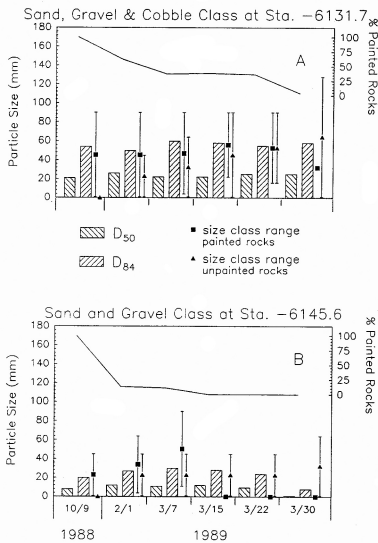 Sand, Gravel & Cobble Class at Sta. -6131.7
180
160
140
120
100
80
60
40
20
0
Particle Size (mm)
A
100
75
50
25
0
% Painted Rocks
D50
D84
size class range
painted rocks
size class range
unpainted rocks
Sand and Gravel Class at Sta. -6145.6
180
160
140
120
100
80
60
40
20
0
Particle Size (mm)
B
100
75
50
25
0
% Painted Rocks
10/9 2/1 3/7 3/15 3/22 3/30
1988 1989